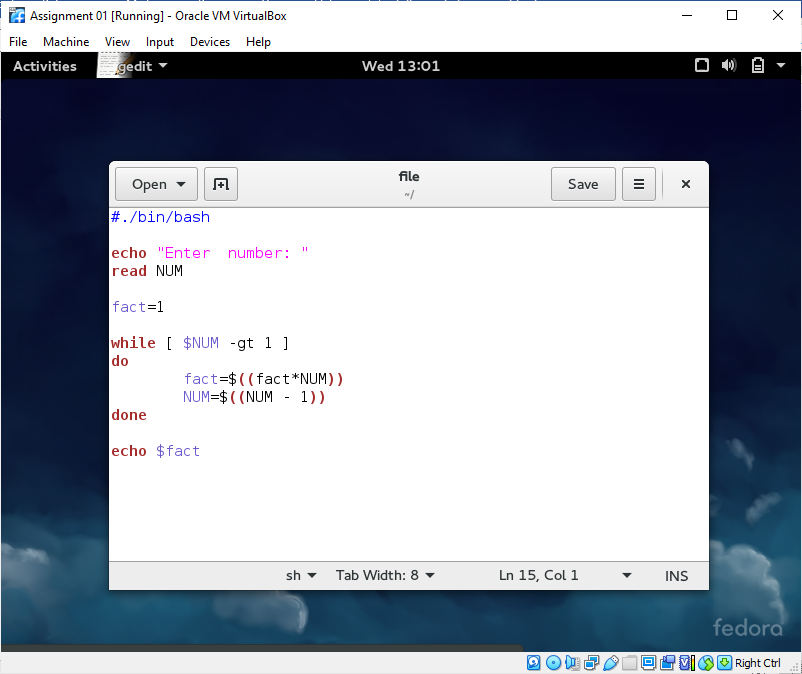 Assignment 01 [Running] - Oracle VM VirtualBox
File Machine View Input Devices Help
Activities gedit Wed 13:01
Open file Save
~/
#./bin/bash
echo "Enter  number: "
read NUM
fact=1
while [ $NUM -gt 1 ]
do
        fact=$((fact*NUM))
        NUM=$((NUM - 1))
done
echo $fact
sh Tab Width: 8 Ln 15, Col 1 INS
fedora
Right Ctrl